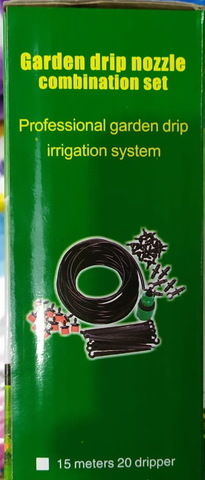 Garden drip nozzle
combination set
Professional garden drip
irrigation system
15 meters 20 dripper